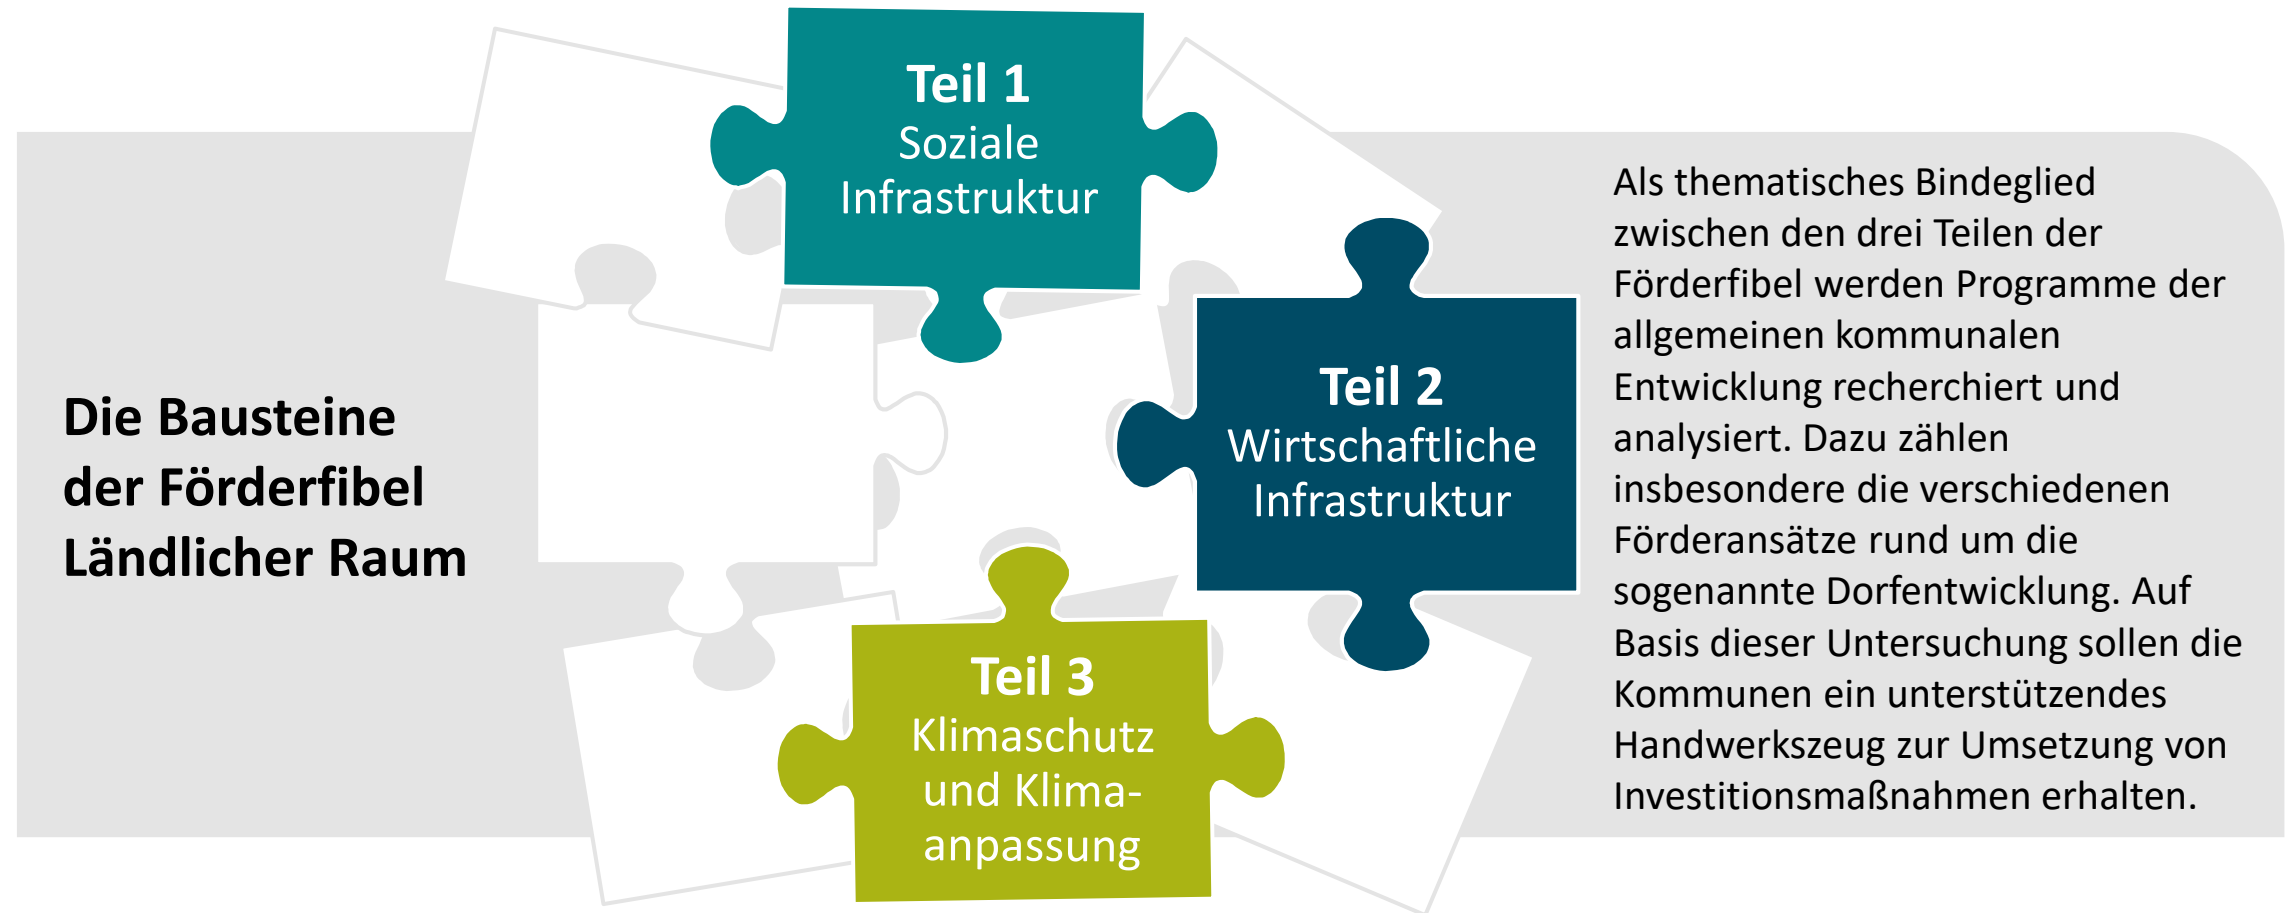 Die Bausteine
der Förderfibel
Ländlicher Raum
Teil 1
Soziale
Infrastruktur
Teil 2
Wirtschaftliche
Infrastruktur
Teil 3
Klimaschutz
und Klima-
anpassung
Als thematisches Bindeglied
zwischen den drei Teilen der
Förderfibel werden Programme der
allgemeinen kommunalen
Entwicklung recherchiert und
analysiert. Dazu zählen
insbesondere die verschiedenen
Förderansätze rund um die
sogenannte Dorfentwicklung. Auf
Basis dieser Untersuchung sollen die
Kommunen ein unterstützendes
Handwerkszeug zur Umsetzung von
Investitionsmaßnahmen erhalten.